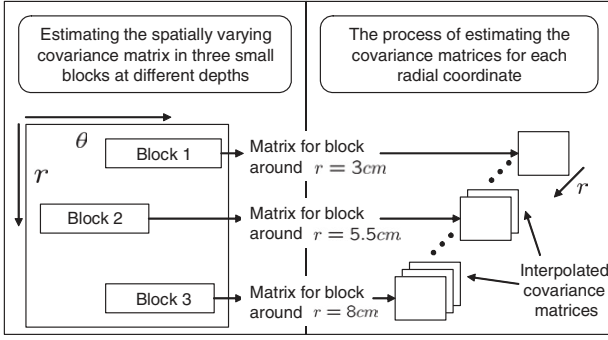 Estimating the spatially varying
covariance matrix in three small
blocks at different depths
The process of estimating the
covariance matrices for each
radial coordinate
θ
r
Block 1
Matrix for block
around r = 3cm
r
Block 2
Matrix for block
around r = 5.5cm
Interpolated
covariance
matrices
Block 3
Matrix for block
around r = 8cm